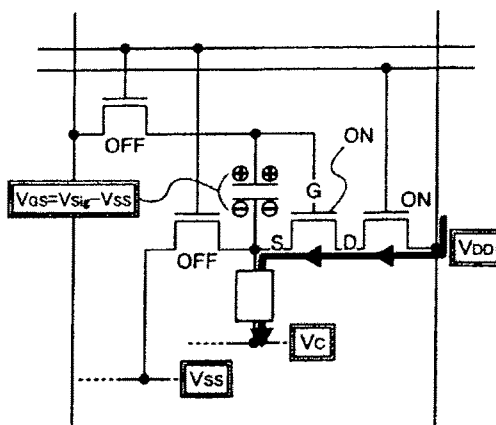 OFF
ON
⊕ ⊕
G
ON
VGS=VSig-VSS
⊖ ⊖
S
D
OFF
VDD
VC
VSS